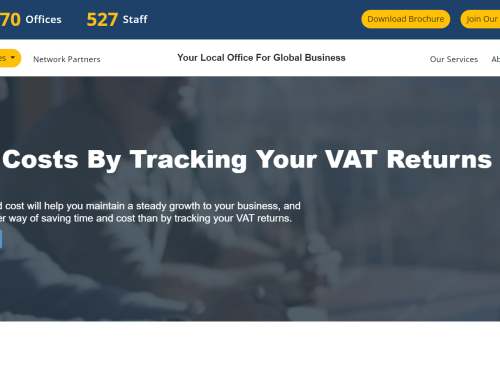 70 Offices 527 Staff Download Brochure Join Our
Network Partners Your Local Office For Global Business Our Services
Costs By Tracking Your VAT Returns
cost will help you maintain a steady growth to your business, and
way of saving time and cost than by tracking your VAT returns.